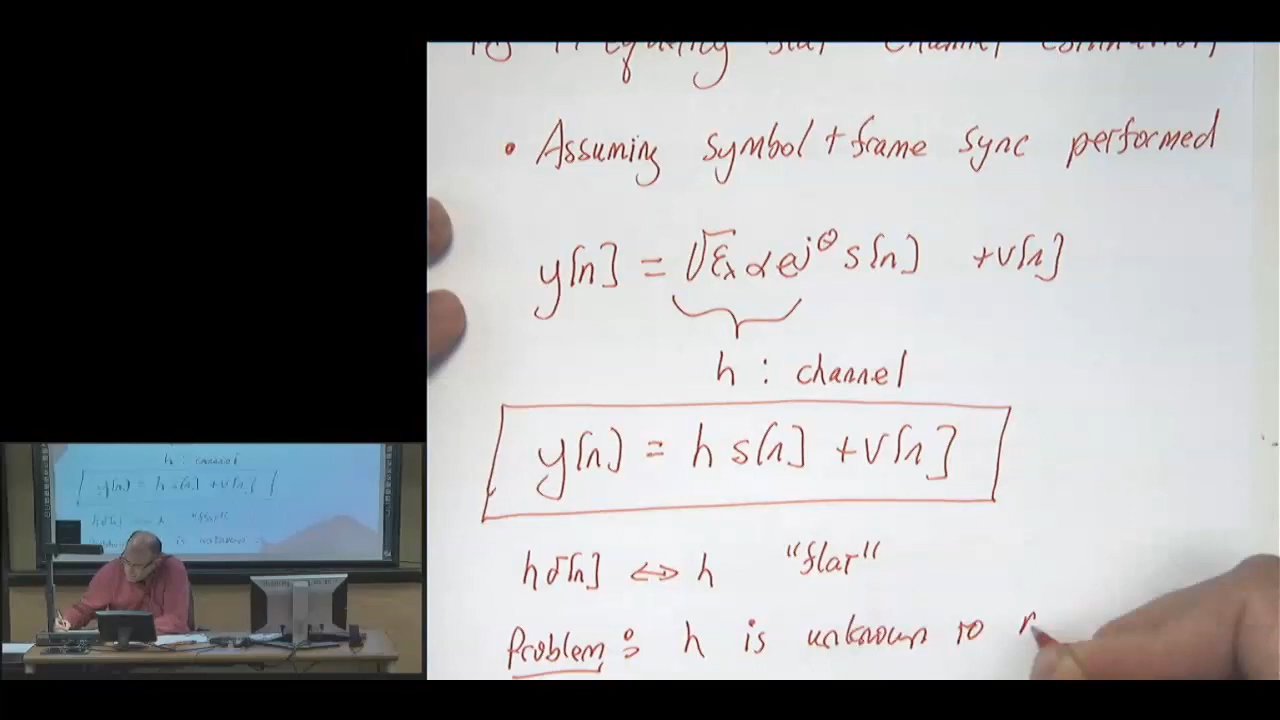 Assuming symbol + frame sync performed
y[n] = √Ex α e^jθ s[n] + v[n]
h : channel
y[n] = h s[n] + v[n]
h δ[n] ⟺ h "flat"
Problem : h is unknown to r